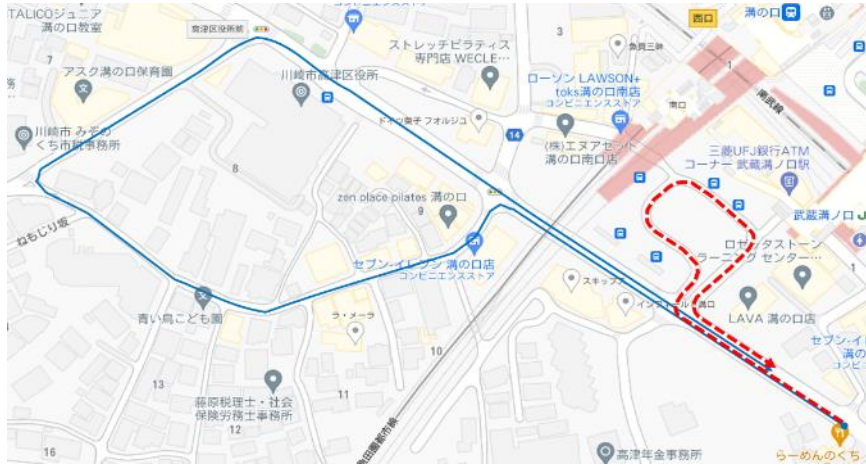 TALICOジュニア
溝の口教室
高津区役所前
溝の口
西口
魚貝三昧
3
1
7
アスク溝の口保育園
川崎市高津区役所
ストレッチピラティス
専門店 WECLE…
ローソン LAWSON+
toks溝の口南店
コンビニエンスストア
南口
南武線
川崎市 みぞの
くち市税事務所
ドイツ菓子 フォルジュ
14
(株)エヌアセット
溝の口南口店
三菱UFJ銀行ATM
コーナー 武蔵溝ノ口駅
8
zen place pilates 溝の口
9
武蔵溝ノ口
ねもじり坂
セブン-イレブン 溝の口店
コンビニエンスストア
ロゼッタストーン
ラーニング センター…
スキップ
青い鳥こども園
ラ・メーラ
LAVA 溝の口店
セブン-イレ
溝の
コンビニ
10
13
11
藤原税理士・社会
保険労務士事務所
12
田園都市線
16
高津年金事務所
らーめんのくち